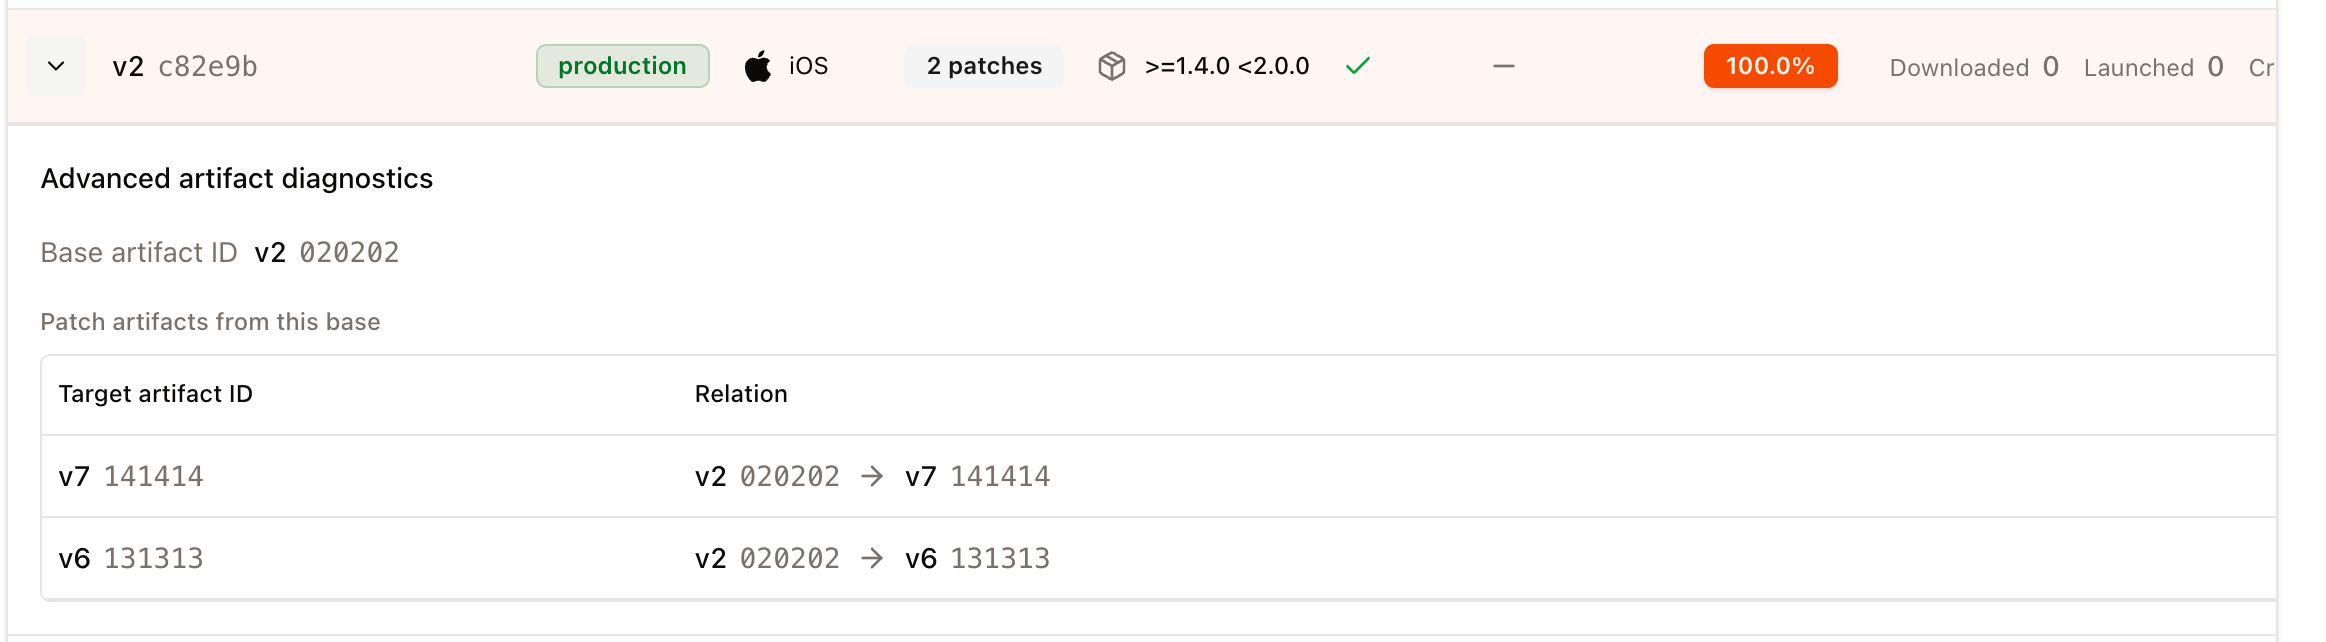 v2 c82e9b production iOS 2 patches >=1.4.0 <2.0.0 — 100.0% Downloaded 0 Launched 0 Cr
Advanced artifact diagnostics
Base artifact ID v2 020202
Patch artifacts from this base
Target artifact ID Relation
v7 141414 v2 020202 → v7 141414
v6 131313 v2 020202 → v6 131313